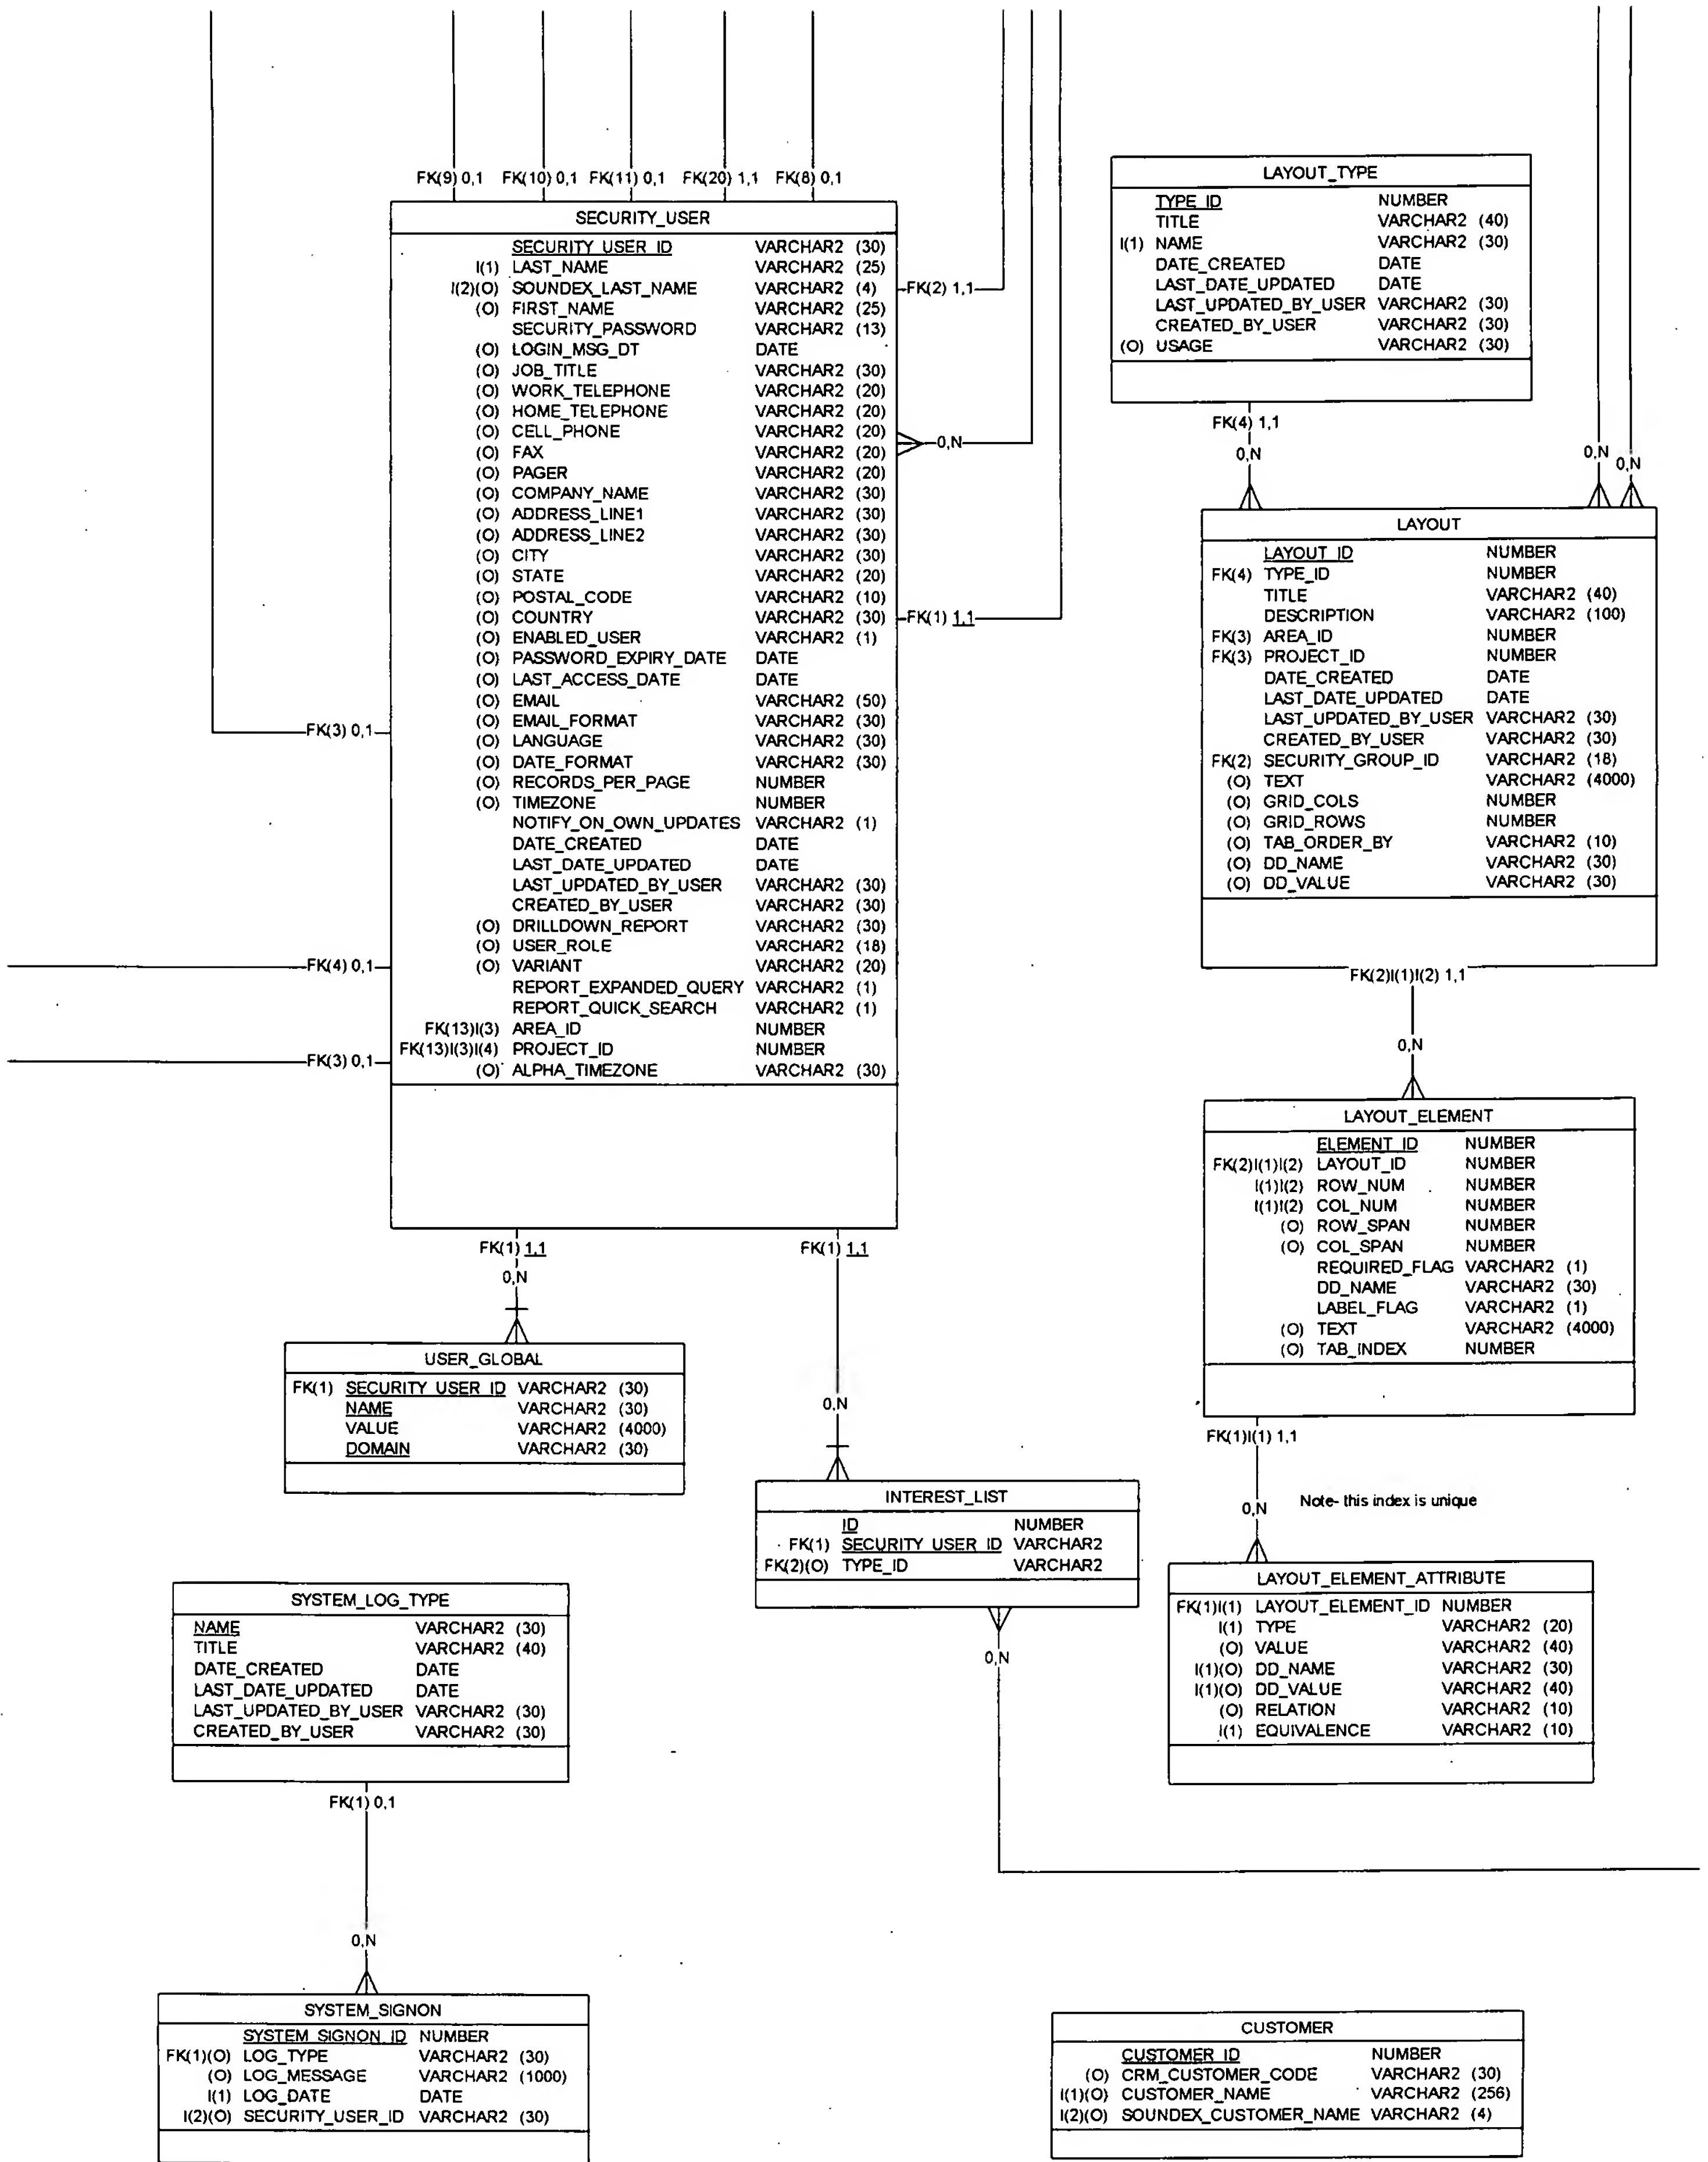 FK(9) 0,1 FK(10) 0,1 FK(11) 0,1 FK(20) 1,1 FK(8) 0,1
SECURITY_USER
SECURITY_USER_ID VARCHAR2 (30)
I(1) LAST_NAME VARCHAR2 (25)
I(2)(O) SOUNDEX_LAST_NAME VARCHAR2 (4)
(O) FIRST_NAME VARCHAR2 (25)
SECURITY_PASSWORD VARCHAR2 (13)
(O) LOGIN_MSG_DT DATE
(O) JOB_TITLE VARCHAR2 (30)
(O) WORK_TELEPHONE VARCHAR2 (20)
(O) HOME_TELEPHONE VARCHAR2 (20)
(O) CELL_PHONE VARCHAR2 (20)
(O) FAX VARCHAR2 (20)
(O) PAGER VARCHAR2 (20)
(O) COMPANY_NAME VARCHAR2 (30)
(O) ADDRESS_LINE1 VARCHAR2 (30)
(O) ADDRESS_LINE2 VARCHAR2 (30)
(O) CITY VARCHAR2 (30)
(O) STATE VARCHAR2 (20)
(O) POSTAL_CODE VARCHAR2 (10)
(O) COUNTRY VARCHAR2 (30)
(O) ENABLED_USER VARCHAR2 (1)
(O) PASSWORD_EXPIRY_DATE DATE
(O) LAST_ACCESS_DATE DATE
(O) EMAIL VARCHAR2 (50)
(O) EMAIL_FORMAT VARCHAR2 (30)
(O) LANGUAGE VARCHAR2 (30)
(O) DATE_FORMAT VARCHAR2 (30)
(O) RECORDS_PER_PAGE NUMBER
(O) TIMEZONE NUMBER
NOTIFY_ON_OWN_UPDATES VARCHAR2 (1)
DATE_CREATED DATE
LAST_DATE_UPDATED DATE
LAST_UPDATED_BY_USER VARCHAR2 (30)
CREATED_BY_USER VARCHAR2 (30)
(O) DRILLDOWN_REPORT VARCHAR2 (30)
(O) USER_ROLE VARCHAR2 (18)
(O) VARIANT VARCHAR2 (20)
REPORT_EXPANDED_QUERY VARCHAR2 (1)
REPORT_QUICK_SEARCH VARCHAR2 (1)
FK(13)I(3) AREA_ID NUMBER
FK(13)I(3)I(4) PROJECT_ID NUMBER
(O) ALPHA_TIMEZONE VARCHAR2 (30)
FK(2) 1,1
0,N
FK(1) 1,1
FK(3) 0,1
FK(4) 0,1
FK(3) 0,1
LAYOUT_TYPE
TYPE_ID NUMBER
TITLE VARCHAR2 (40)
I(1) NAME VARCHAR2 (30)
DATE_CREATED DATE
LAST_DATE_UPDATED DATE
LAST_UPDATED_BY_USER VARCHAR2 (30)
CREATED_BY_USER VARCHAR2 (30)
(O) USAGE VARCHAR2 (30)
FK(4) 1,1
0,N
0,N
0,N
LAYOUT
LAYOUT_ID NUMBER
FK(4) TYPE_ID NUMBER
TITLE VARCHAR2 (40)
DESCRIPTION VARCHAR2 (100)
FK(3) AREA_ID NUMBER
FK(3) PROJECT_ID NUMBER
DATE_CREATED DATE
LAST_DATE_UPDATED DATE
LAST_UPDATED_BY_USER VARCHAR2 (30)
CREATED_BY_USER VARCHAR2 (30)
FK(2) SECURITY_GROUP_ID VARCHAR2 (18)
(O) TEXT VARCHAR2 (4000)
(O) GRID_COLS NUMBER
(O) GRID_ROWS NUMBER
(O) TAB_ORDER_BY VARCHAR2 (10)
(O) DD_NAME VARCHAR2 (30)
(O) DD_VALUE VARCHAR2 (30)
FK(2)I(1)I(2) 1,1
0,N
LAYOUT_ELEMENT
ELEMENT_ID NUMBER
FK(2)I(1)I(2) LAYOUT_ID NUMBER
I(1)I(2) ROW_NUM NUMBER
I(1)I(2) COL_NUM NUMBER
(O) ROW_SPAN NUMBER
(O) COL_SPAN NUMBER
REQUIRED_FLAG VARCHAR2 (1)
DD_NAME VARCHAR2 (30)
LABEL_FLAG VARCHAR2 (1)
(O) TEXT VARCHAR2 (4000)
(O) TAB_INDEX NUMBER
FK(1)I(1) 1,1
0,N
Note- this index is unique
LAYOUT_ELEMENT_ATTRIBUTE
FK(1)I(1) LAYOUT_ELEMENT_ID NUMBER
I(1) TYPE VARCHAR2 (20)
(O) VALUE VARCHAR2 (40)
I(1)(O) DD_NAME VARCHAR2 (30)
I(1)(O) DD_VALUE VARCHAR2 (40)
(O) RELATION VARCHAR2 (10)
I(1) EQUIVALENCE VARCHAR2 (10)
FK(1) 1,1
0,N
USER_GLOBAL
FK(1) SECURITY_USER_ID VARCHAR2 (30)
NAME VARCHAR2 (30)
VALUE VARCHAR2 (4000)
DOMAIN VARCHAR2 (30)
FK(1) 1,1
0,N
INTEREST_LIST
ID NUMBER
FK(1) SECURITY_USER_ID VARCHAR2
FK(2)(O) TYPE_ID VARCHAR2
0,N
SYSTEM_LOG_TYPE
NAME VARCHAR2 (30)
TITLE VARCHAR2 (40)
DATE_CREATED DATE
LAST_DATE_UPDATED DATE
LAST_UPDATED_BY_USER VARCHAR2 (30)
CREATED_BY_USER VARCHAR2 (30)
FK(1) 0,1
0,N
SYSTEM_SIGNON
SYSTEM_SIGNON_ID NUMBER
FK(1)(O) LOG_TYPE VARCHAR2 (30)
(O) LOG_MESSAGE VARCHAR2 (1000)
I(1) LOG_DATE DATE
I(2)(O) SECURITY_USER_ID VARCHAR2 (30)
CUSTOMER
CUSTOMER_ID NUMBER
(O) CRM_CUSTOMER_CODE VARCHAR2 (30)
I(1)(O) CUSTOMER_NAME VARCHAR2 (256)
I(2)(O) SOUNDEX_CUSTOMER_NAME VARCHAR2 (4)